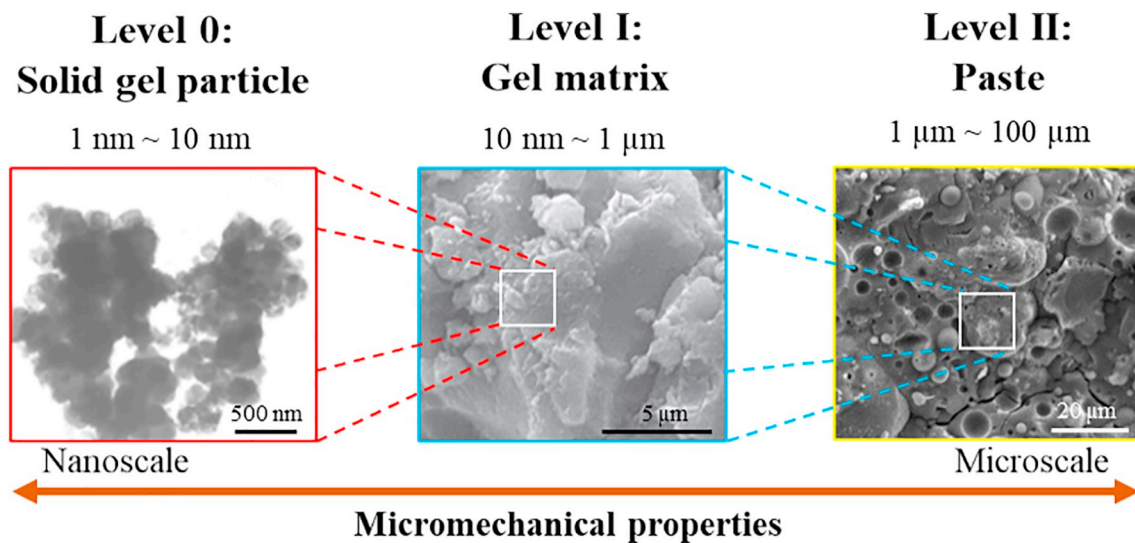 Level 0:
Solid gel particle
1 nm ~ 10 nm
Level I:
Gel matrix
10 nm ~ 1 μm
Level II:
Paste
1 μm ~ 100 μm
500 nm
5 μm
20 μm
Nanoscale
Microscale
Micromechanical properties